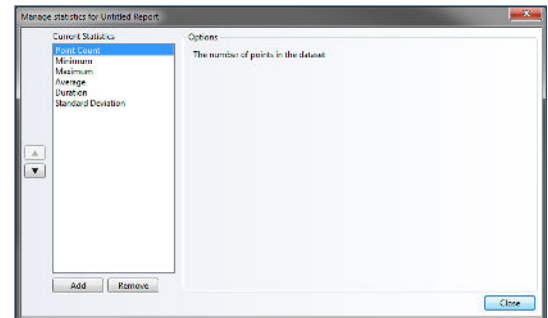 Manage statistics for Untitled Report
Current Statistics
Point Count
Minimum
Maximum
Average
Duration
Standard Deviation
Options
The number of points in the dataset
Add
Remove
Close